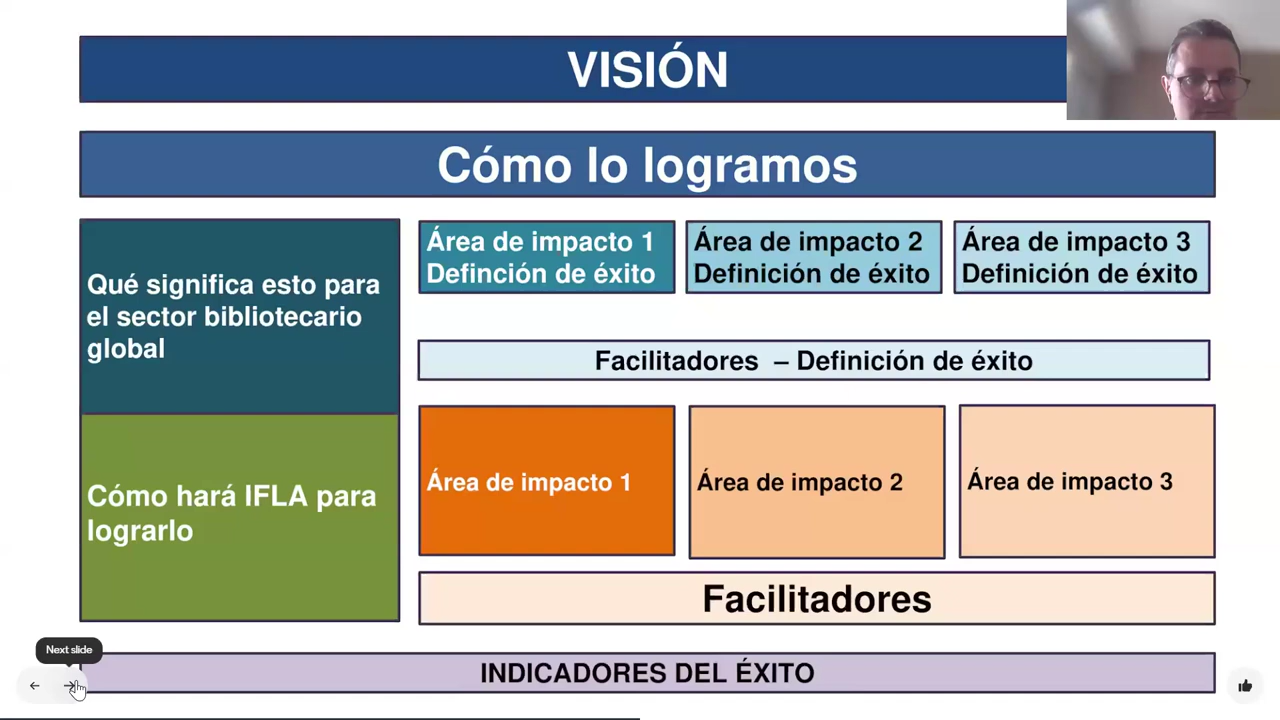 VISIÓN
Cómo lo logramos
Qué significa esto para
el sector bibliotecario
global
Área de impacto 1
Definción de éxito
Área de impacto 2
Definición de éxito
Área de impacto 3
Definición de éxito
Facilitadores – Definición de éxito
Cómo hará IFLA para
lograrlo
Área de impacto 1
Área de impacto 2
Área de impacto 3
Facilitadores
Next slide
INDICADORES DEL ÉXITO